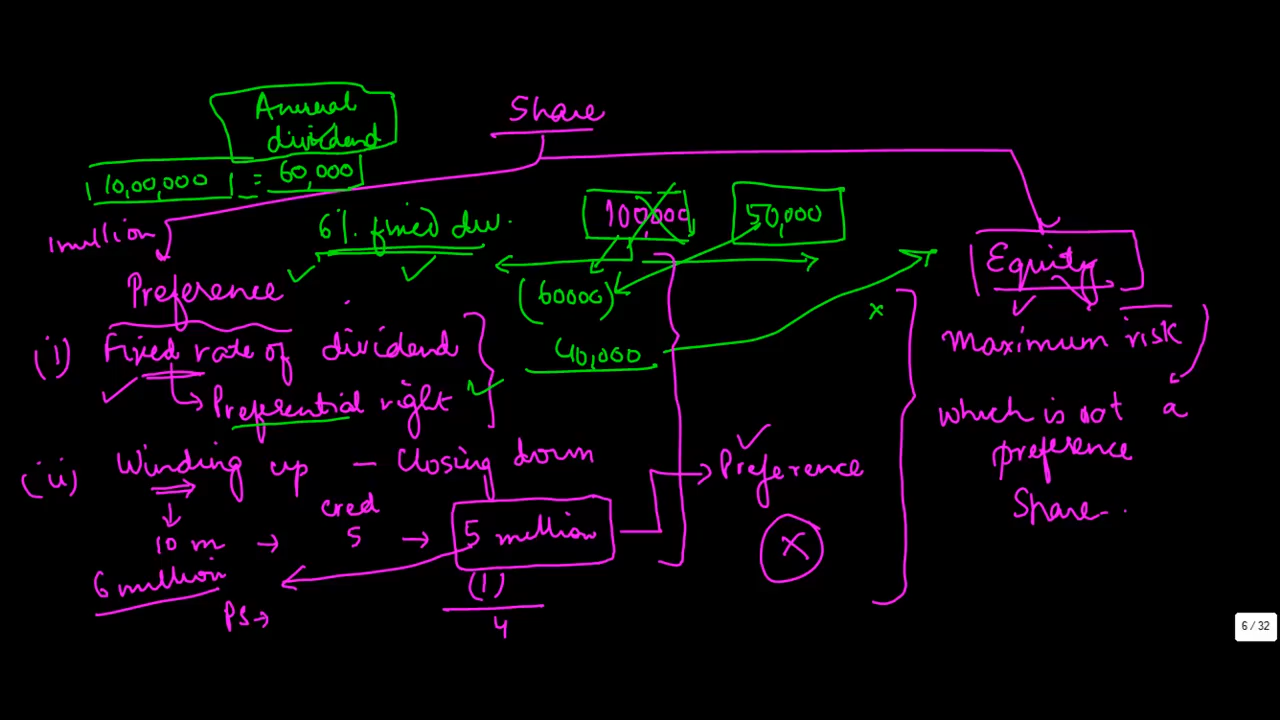 Share
Annual
dividend
10,00,000 = 60,000
1 million
6% fixed div.
100,000
50,000
(60000)
40,000
Preference
(i) Fixed rate of dividend
Preferential right
(ii) Winding up - Closing down
cred
10 m → 5 → 5 million
6 million
(1)
4
PS →
Preference
X
Equity
x
Maximum risk
which is not a
preference
Share..
6 / 32